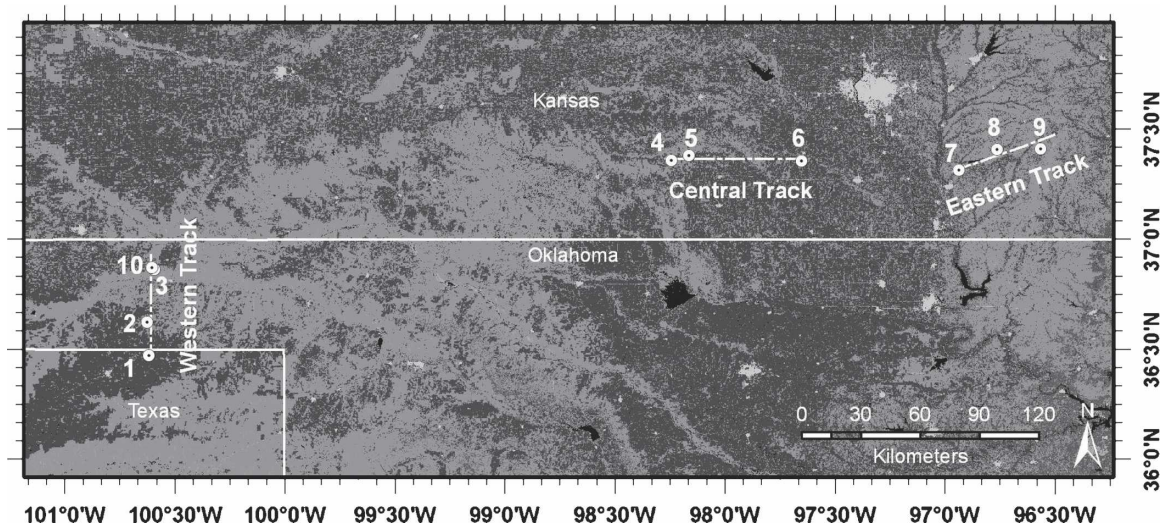 Kansas
4 5 6
7 8 9
Central Track
Eastern Track
Oklahoma
10
3
2
1
Western Track
Texas
N
0 30 60 90 120
Kilometers
37°30'N
37°0'N
36°30'N
36°0'N
101°0'W 100°30'W 100°0'W 99°30'W 99°0'W 98°30'W 98°0'W 97°30'W 97°0'W 96°30'W